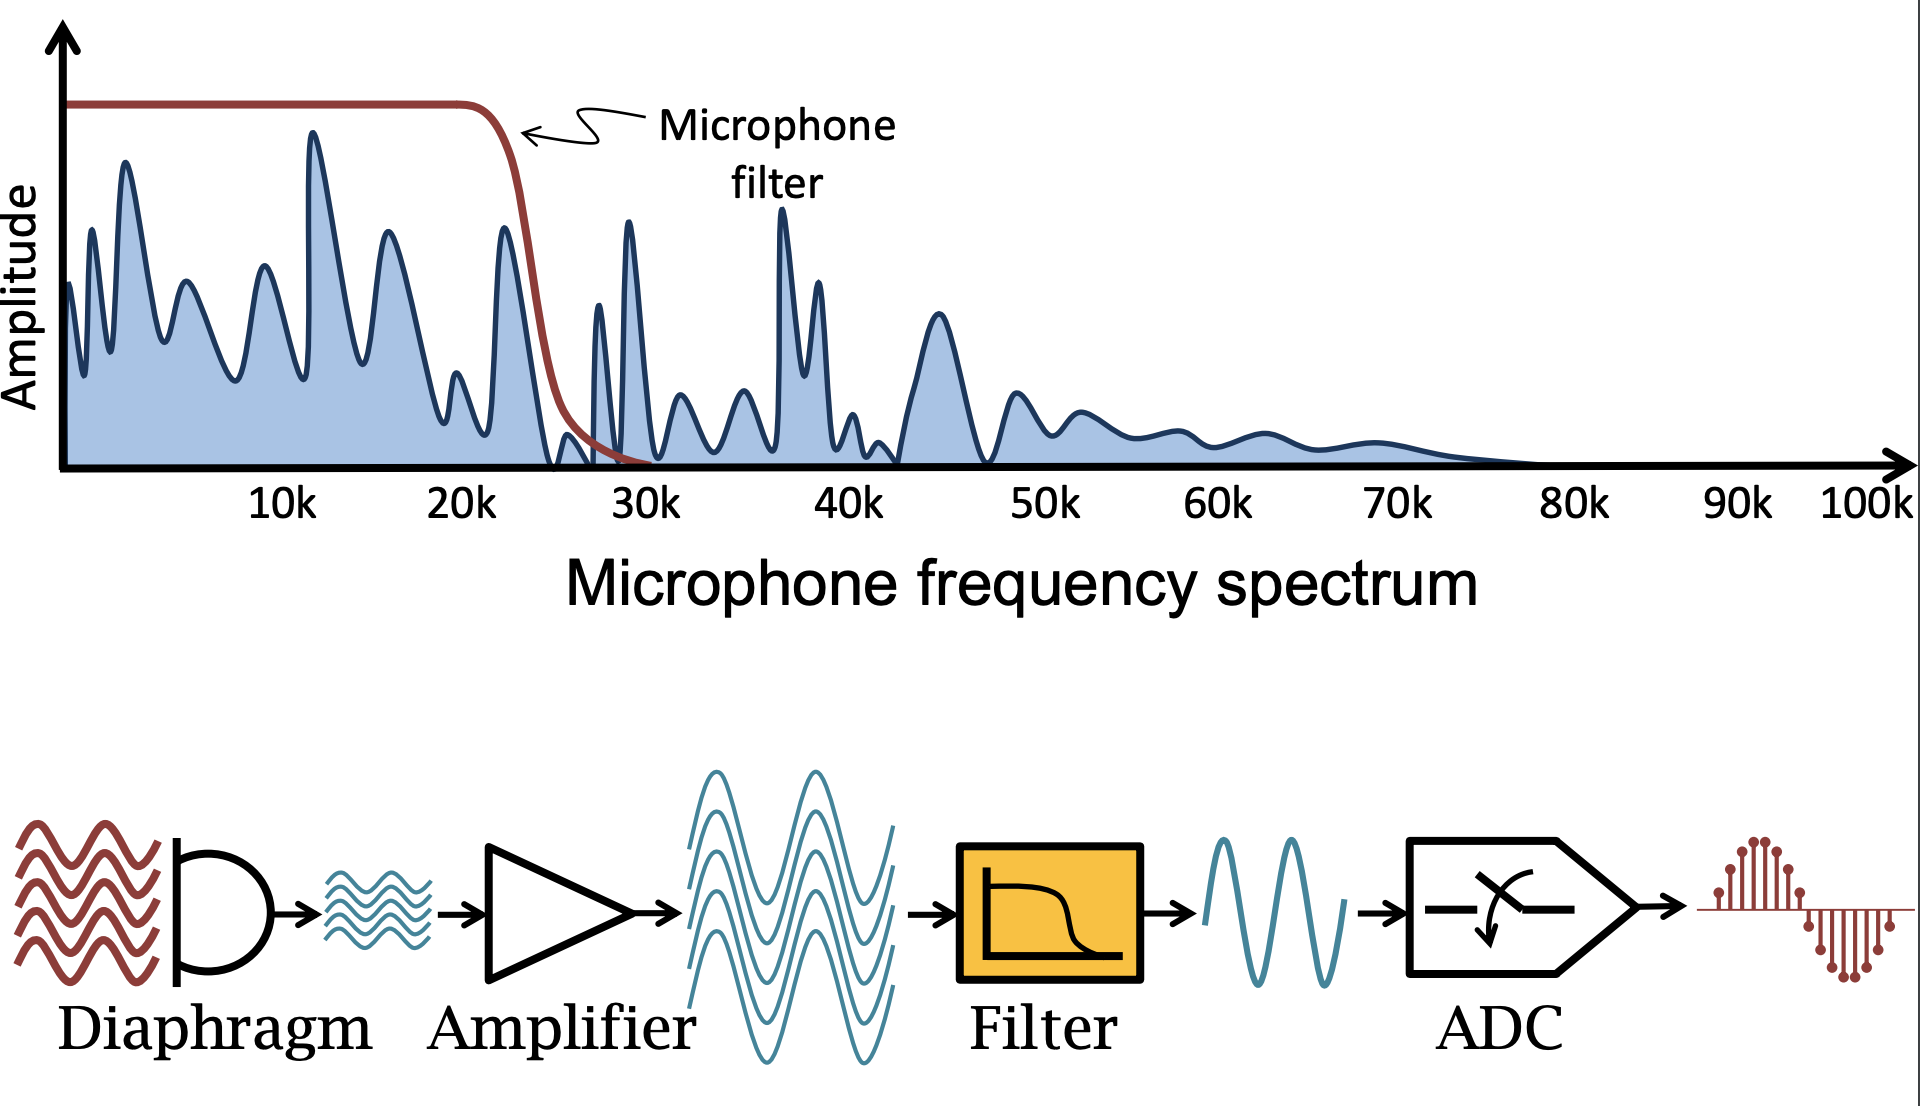 Microphone
filter
Amplitude
10k 20k 30k 40k 50k 60k 70k 80k 90k 100k
Microphone frequency spectrum
Diaphragm Amplifier Filter ADC